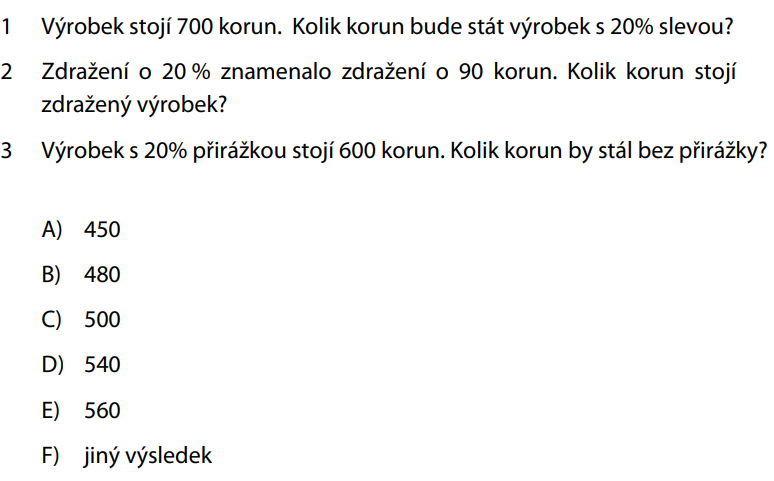 1 Výrobek stojí 700 korun. Kolik korun bude stát výrobek s 20% slevou?
2 Zdražení o 20 % znamenalo zdražení o 90 korun. Kolik korun stojí
zdražený výrobek?
3 Výrobek s 20% přirážkou stojí 600 korun. Kolik korun by stál bez přirážky?
A) 450
B) 480
C) 500
D) 540
E) 560
F) jiný výsledek